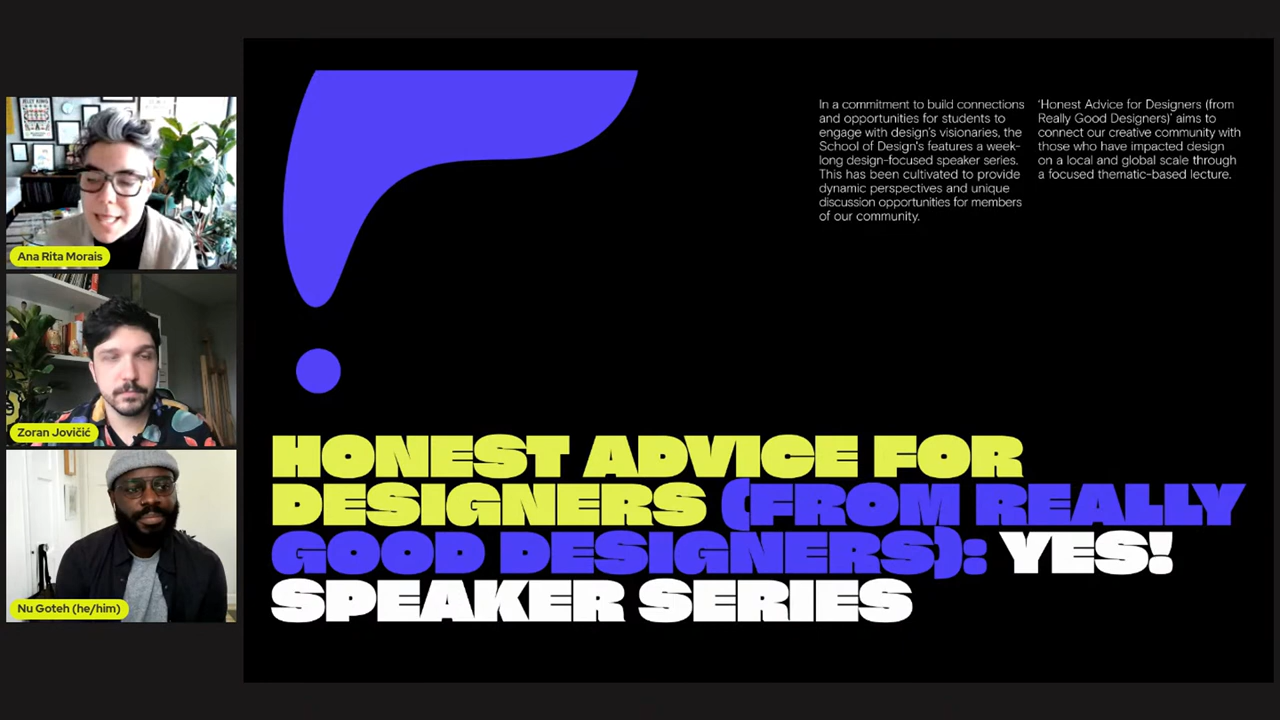 Ana Rita Morais
Zoran Jovičić
Nu Goteh (he/him)
In a commitment to build connections
and opportunities for students to
engage with design's visionaries, the
School of Design's features a week-
long design-focused speaker series.
This has been cultivated to provide
dynamic perspectives and unique
discussion opportunities for members
of our community.
‘Honest Advice for Designers (from
Really Good Designers)’ aims to
connect our creative community with
those who have impacted design
on a local and global scale through
a focused thematic-based lecture.
HONEST ADVICE FOR
DESIGNERS (FROM REALLY
GOOD DESIGNERS): YES!
SPEAKER SERIES